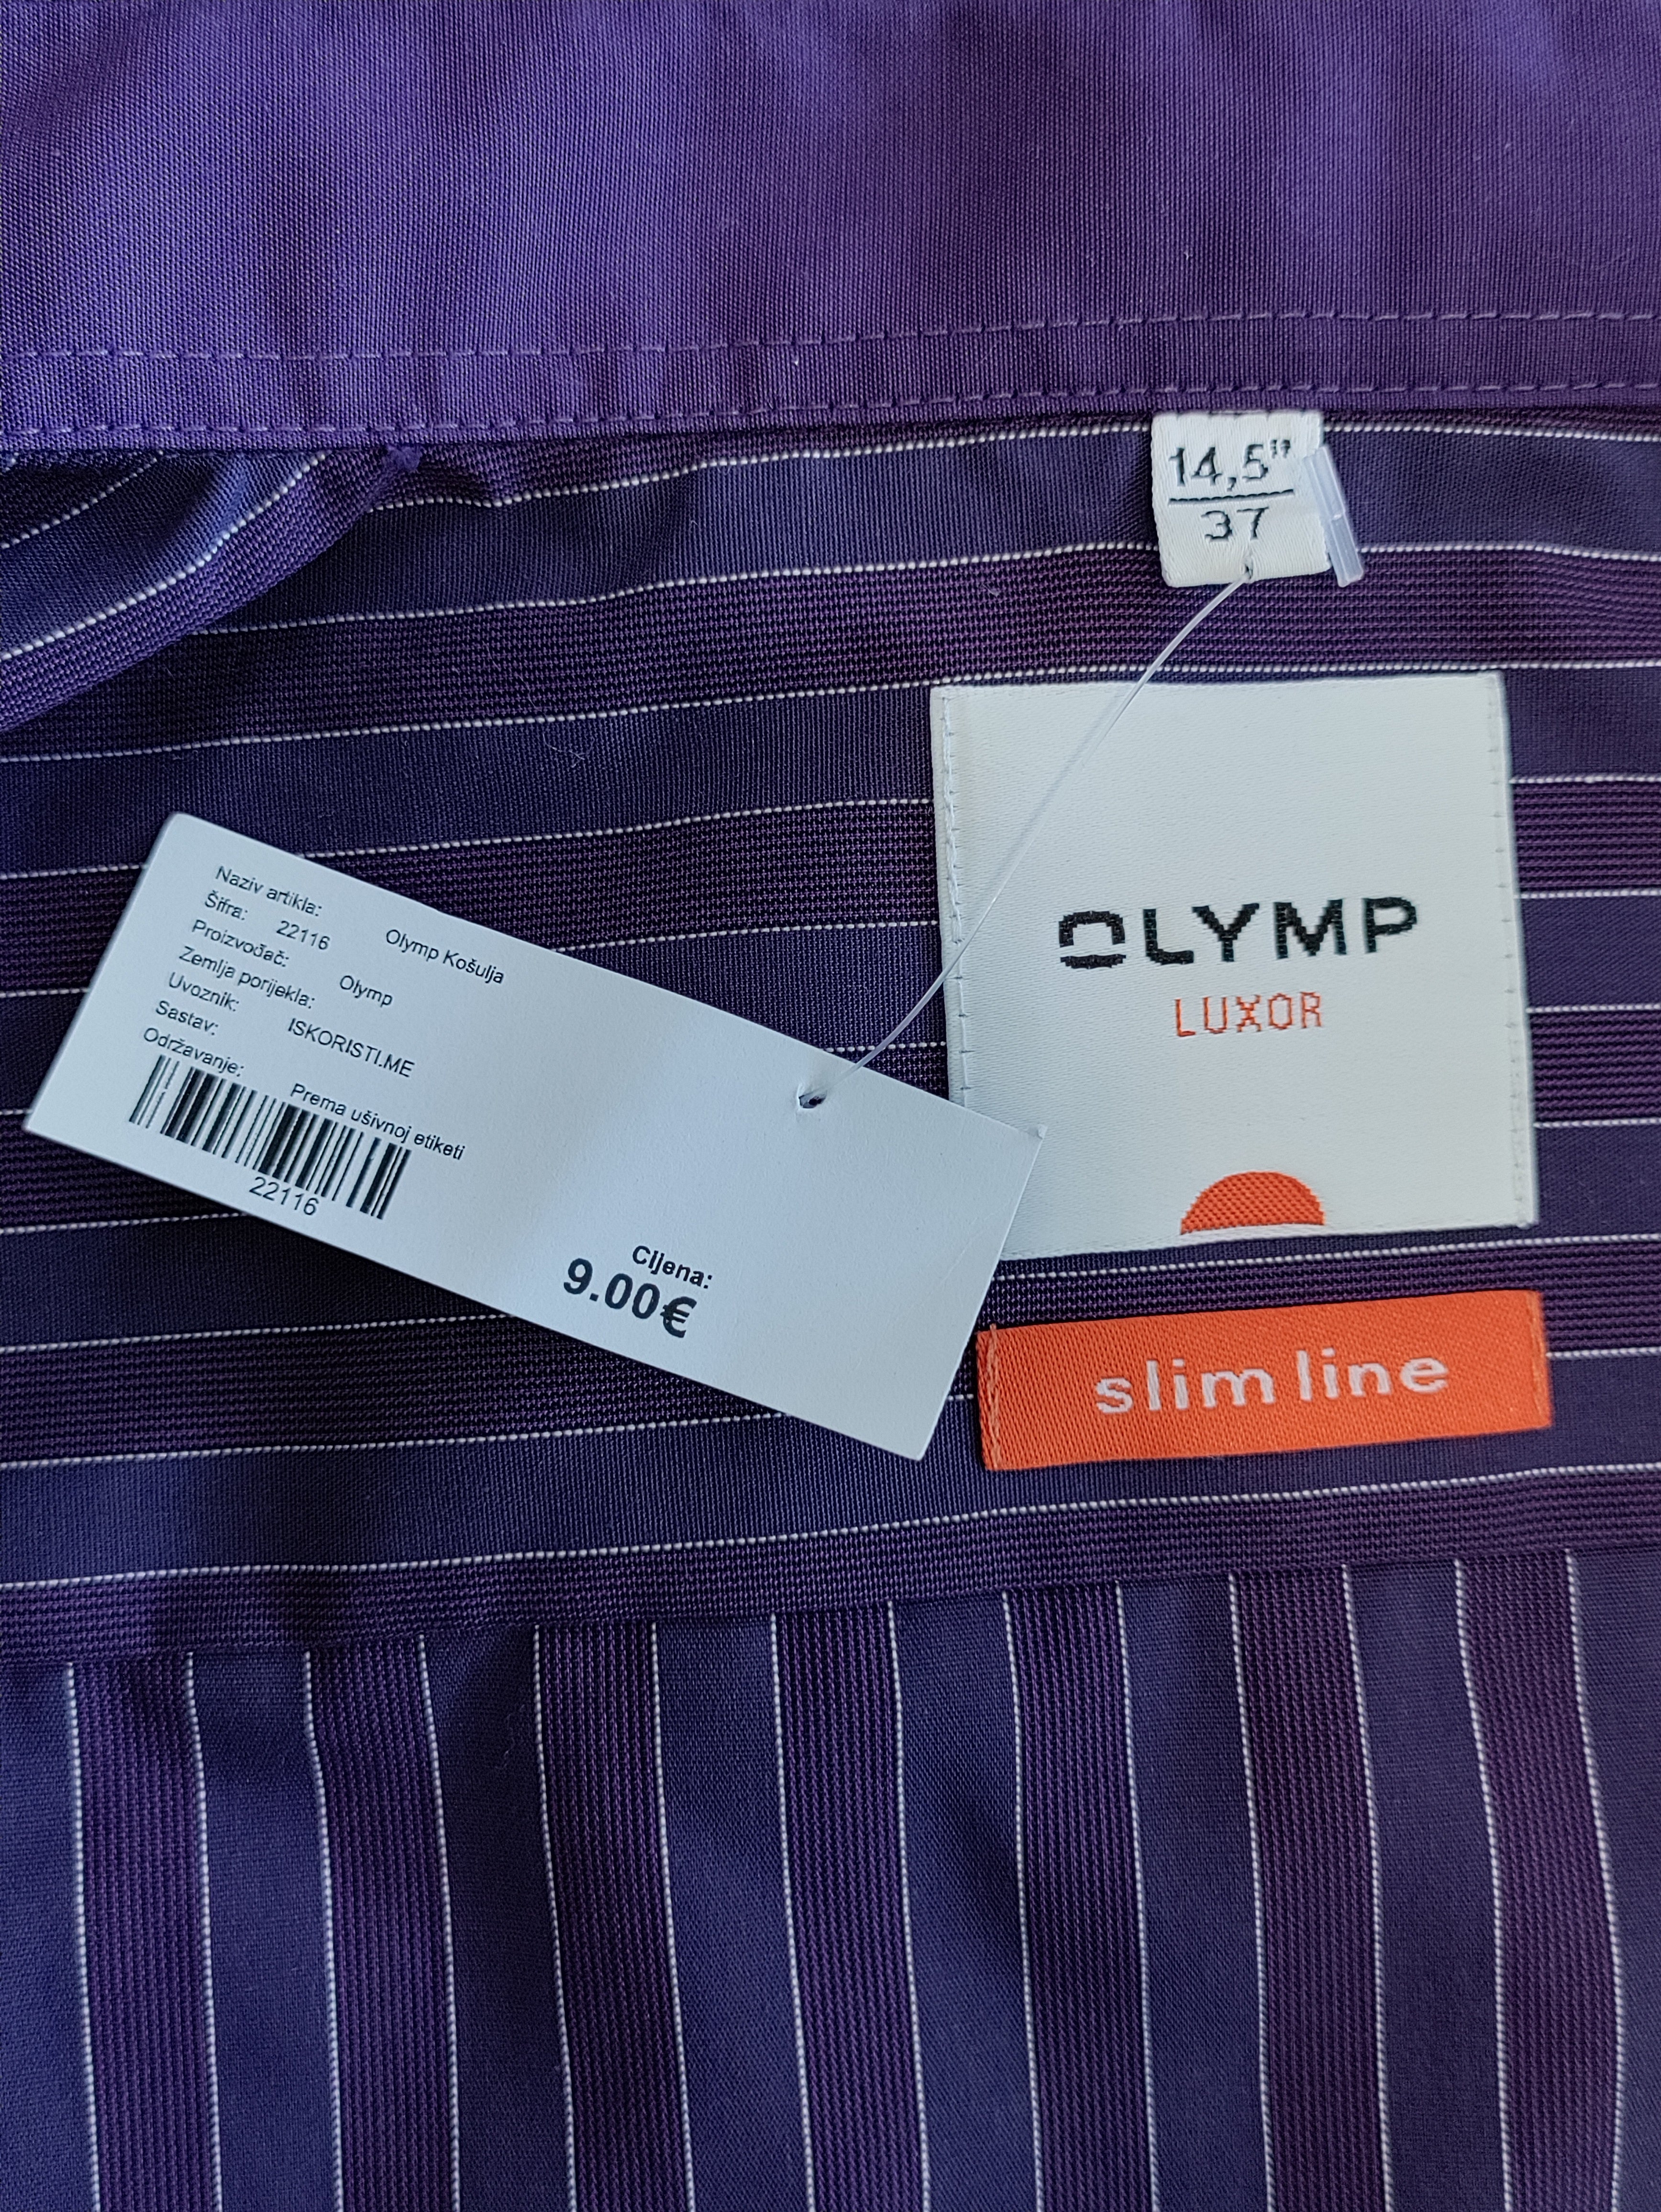 14,5"
37
OLYMP
LUXOR
slim line
Naziv artikla: Olymp Košulja
Šifra: 22116
Proizvođač: Olymp
Zemlja porijekla:
Uvoznik: ISKORISTI.ME
Sastav:
Održavanje: Prema ušivnoj etiketi
22116
Cijena:
9.00€